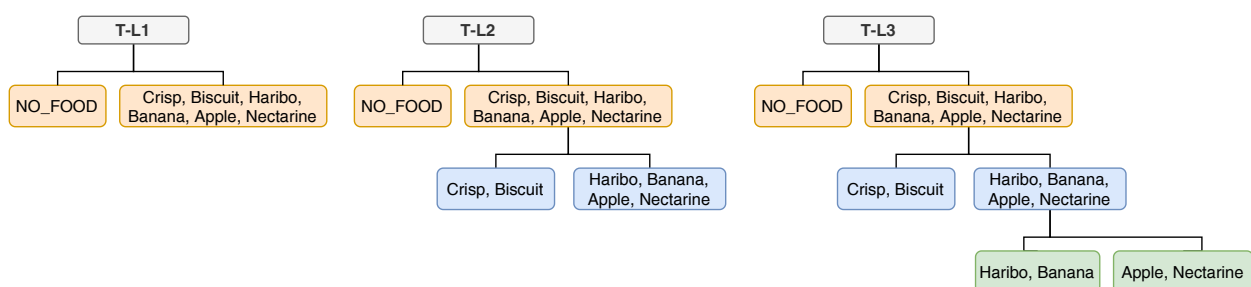 T-L1
NO_FOOD
Crisp, Biscuit, Haribo,
Banana, Apple, Nectarine
T-L2
NO_FOOD
Crisp, Biscuit, Haribo,
Banana, Apple, Nectarine
Crisp, Biscuit
Haribo, Banana,
Apple, Nectarine
T-L3
NO_FOOD
Crisp, Biscuit, Haribo,
Banana, Apple, Nectarine
Crisp, Biscuit
Haribo, Banana,
Apple, Nectarine
Haribo, Banana
Apple, Nectarine